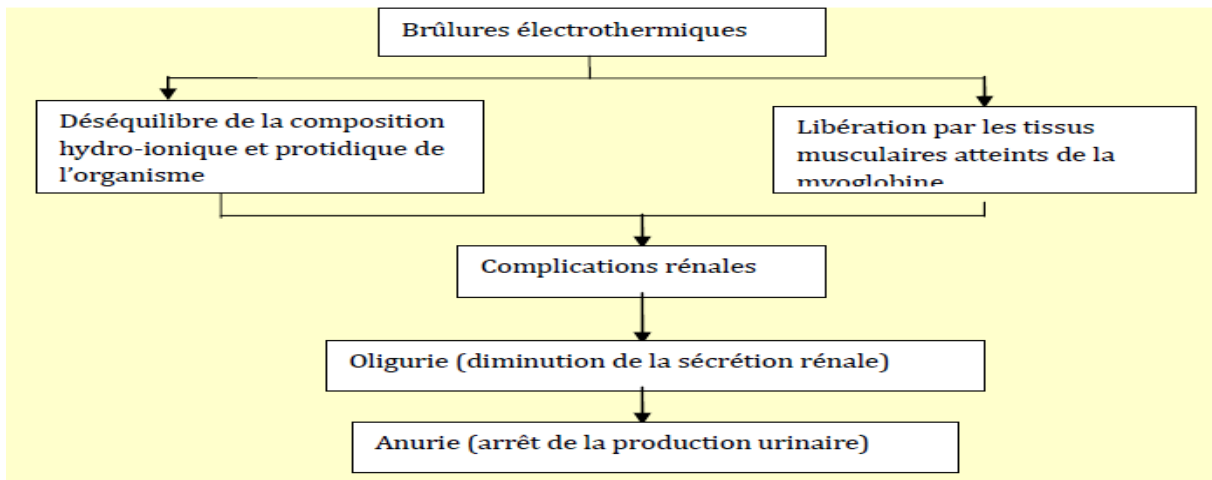 Brûlures électrothermiques
Déséquilibre de la composition
hydro-ionique et protidique de
l'organisme
Libération par les tissus
musculaires atteints de la
myoglobine
Complications rénales
Oligurie (diminution de la sécrétion rénale)
Anurie (arrêt de la production urinaire)